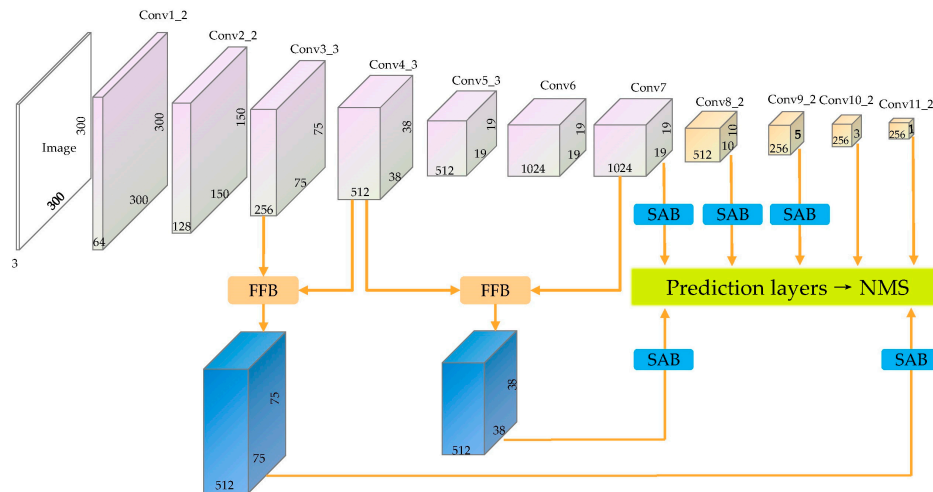 Conv1_2
Conv2_2
Conv3_3
Conv4_3
Conv5_3
Conv6
Conv7
Conv8_2
Conv9_2
Conv10_2
Conv11_2
Image
300
300
3
300
300
64
150
150
128
75
75
256
38
38
512
19
19
512
19
19
1024
19
19
1024
10
10
512
5
256
3
256
1
256
SAB
SAB
SAB
FFB
FFB
Prediction layers → NMS
SAB
SAB
75
75
512
38
38
512